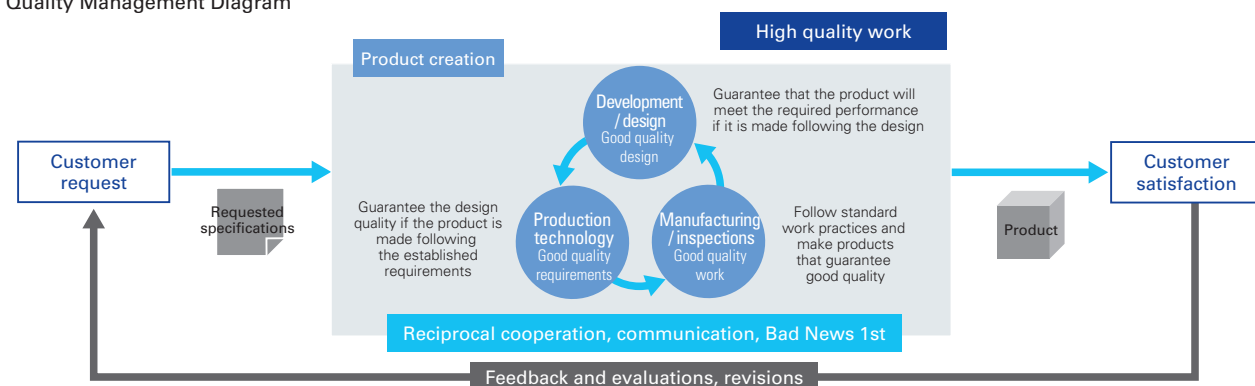 Quality Management Diagram
High quality work
Product creation
Development
/ design
Good quality
design
Guarantee that the product will
meet the required performance
if it is made following the design
Customer
request
Requested
specifications
Guarantee the design
quality if the product is
made following
the established
requirements
Production
technology
Good quality
requirements
Manufacturing
/ inspections
Good quality
work
Follow standard
work practices and
make products
that guarantee
good quality
Product
Customer
satisfaction
Reciprocal cooperation, communication, Bad News 1st
Feedback and evaluations, revisions